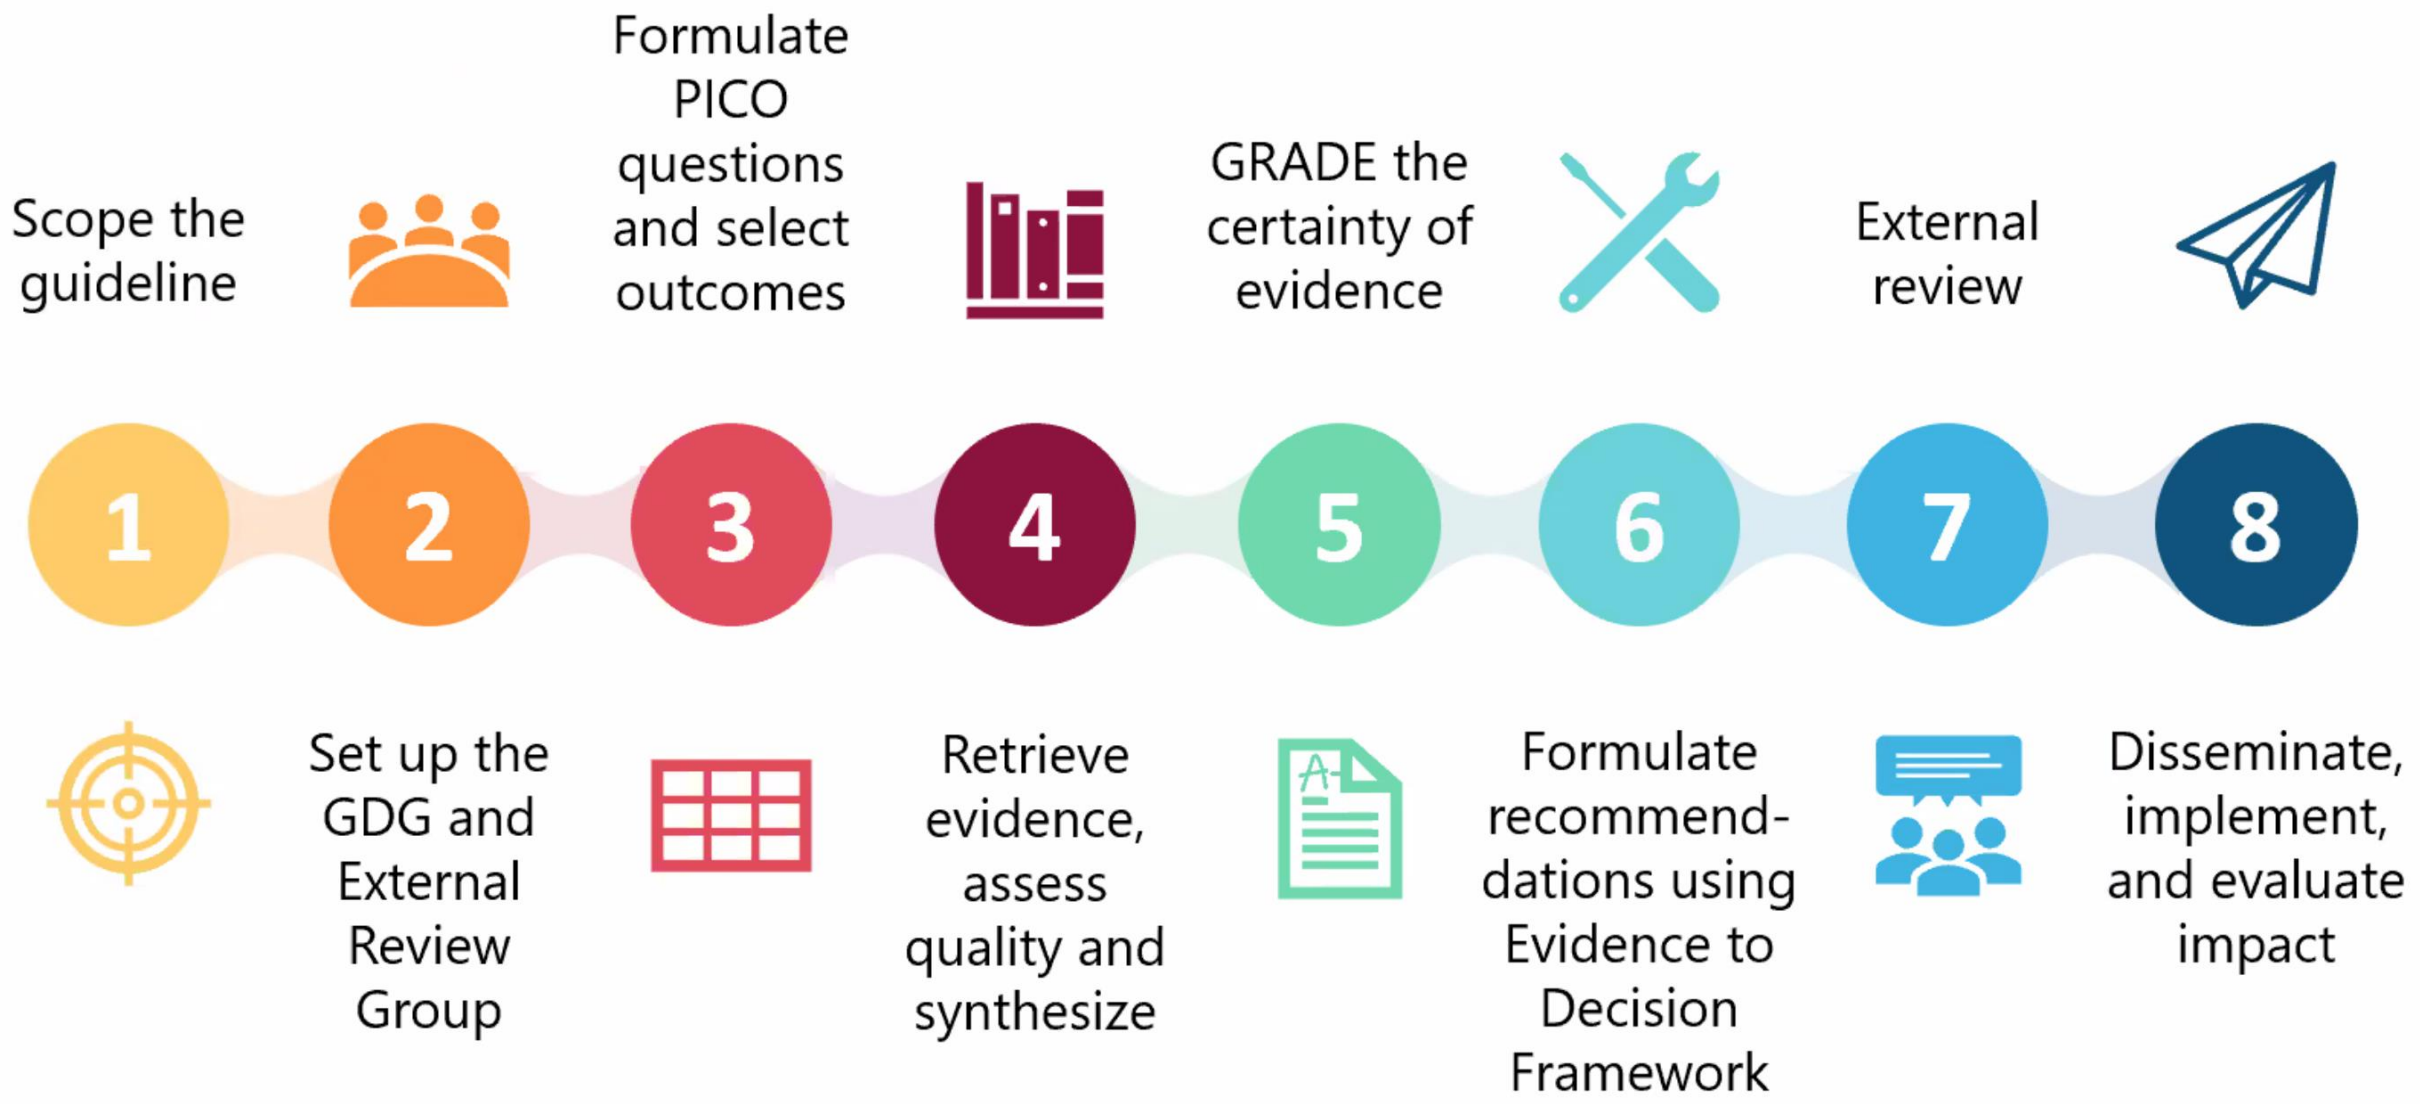 Scope the
guideline
1
2
Set up the
GDG and
External
Review
Group
Formulate
PICO
questions
and select
outcomes
3
4
Retrieve
evidence,
assess
quality and
synthesize
GRADE the
certainty of
evidence
5
A-
6
Formulate
recommend-
dations using
Evidence to
Decision
Framework
External
review
7
8
Disseminate,
implement,
and evaluate
impact